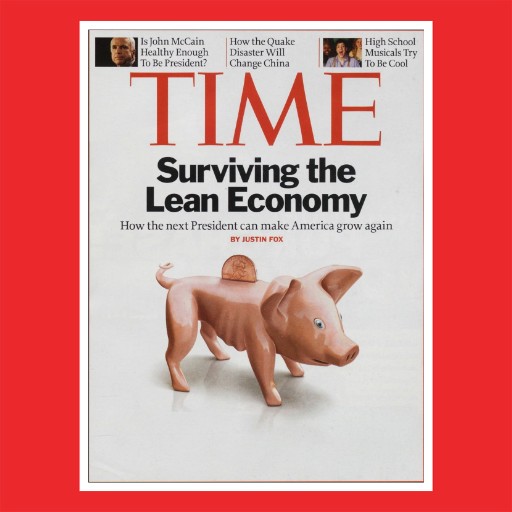 Is John McCain
Healthy Enough
To Be President?
How the Quake
Disaster Will
Change China
High School
Musicals Try
To Be Cool
TIME
Surviving the
Lean Economy
How the next President can make America grow again
BY JUSTIN FOX